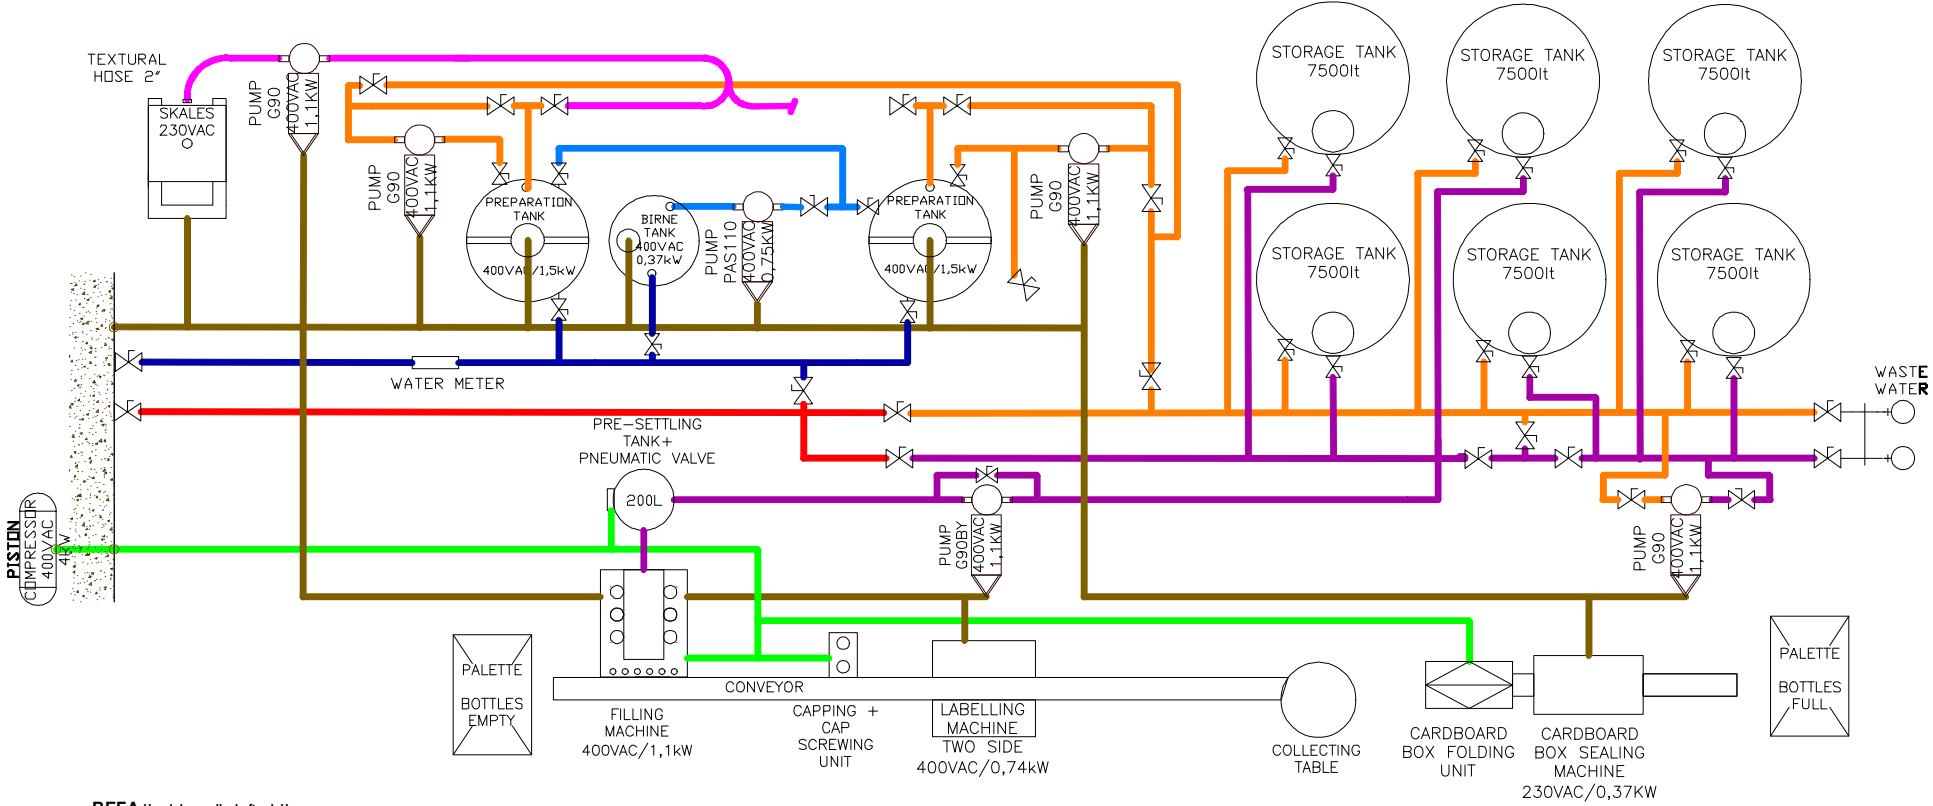 TEXTURAL
HOSE 2"
SKALES
230VAC
PUMP
G90
400VAC
1,1KW
PUMP
G90
400VAC
1,1KW
PREPARATION
TANK
400VAC/1,5kW
BIRNE
TANK
400VAC
0,37kW
PUMP
PAS110
400VAC
0,75KW
PREPARATION
TANK
400VAC/1,5kW
PUMP
G90
400VAC
1,1KW
STORAGE TANK
7500lt
STORAGE TANK
7500lt
STORAGE TANK
7500lt
STORAGE TANK
7500lt
STORAGE TANK
7500lt
STORAGE TANK
7500lt
WASTE
WATER
WATER METER
PRE-SETTLING
TANK+
PNEUMATIC VALVE
200L
PISTON
COMPRESSOR
400VAC
4KW
PUMP
G90BY
400VAC
1,1KW
PUMP
G90
400VAC
1,1KW
PALETTE
BOTTLES
EMPTY
CONVEYOR
FILLING
MACHINE
400VAC/1,1kW
CAPPING +
CAP
SCREWING
UNIT
LABELLING
MACHINE
TWO SIDE
400VAC/0,74kW
COLLECTING
TABLE
CARDBOARD
BOX FOLDING
UNIT
CARDBOARD
BOX SEALING
MACHINE
230VAC/0,37KW
PALETTE
BOTTLES
FULL